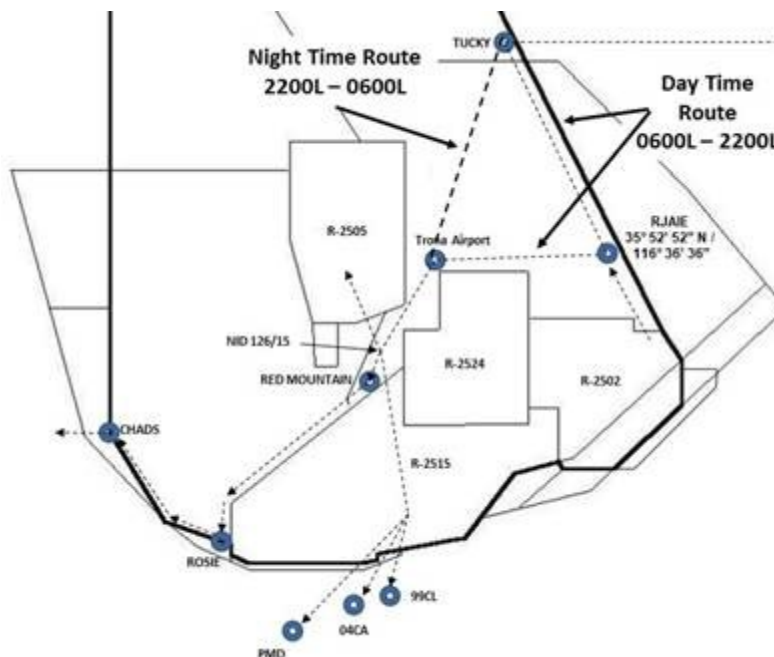 TUCKY
Night Time Route
2200L – 0600L
Day Time
Route
0600L – 2200L
R-2505
Trona Airport
RJAIE
35° 52' 52" N /
116° 36' 36"
NID 126/15
RED MOUNTAIN
R-2524
R-2502
CHADS
R-2515
ROSIE
99CL
04CA
PMD